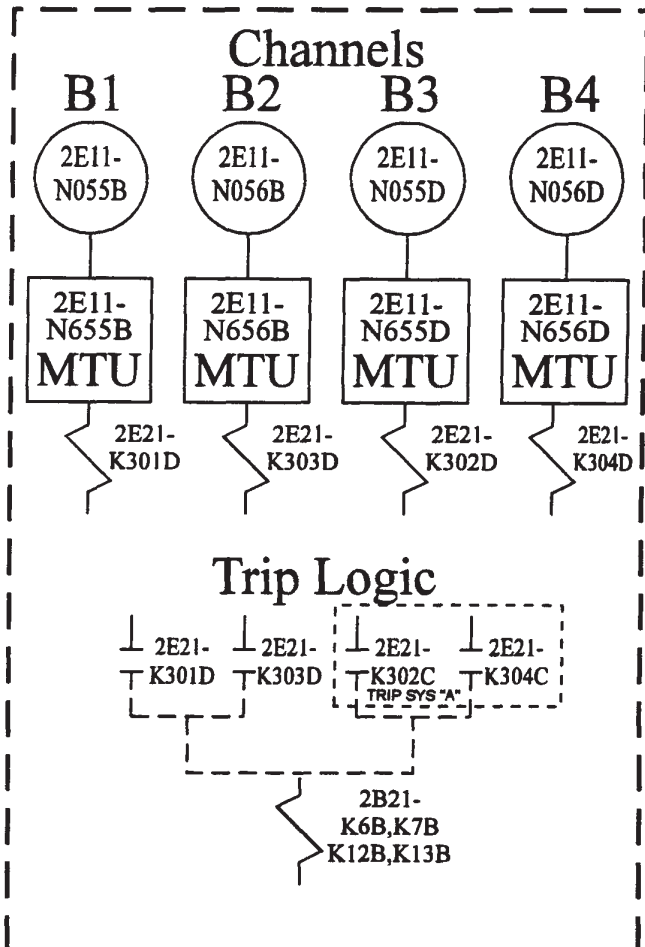 Channels
B1 B2 B3 B4
2E11-
N055B
2E11-
N056B
2E11-
N055D
2E11-
N056D
2E11-
N655B
MTU
2E11-
N656B
MTU
2E11-
N655D
MTU
2E11-
N656D
MTU
2E21-
K301D
2E21-
K303D
2E21-
K302D
2E21-
K304D
Trip Logic
2E21-
K301D
2E21-
K303D
2E21-
K302C
2E21-
K304C
TRIP SYS "A"
2B21-
K6B,K7B
K12B,K13B